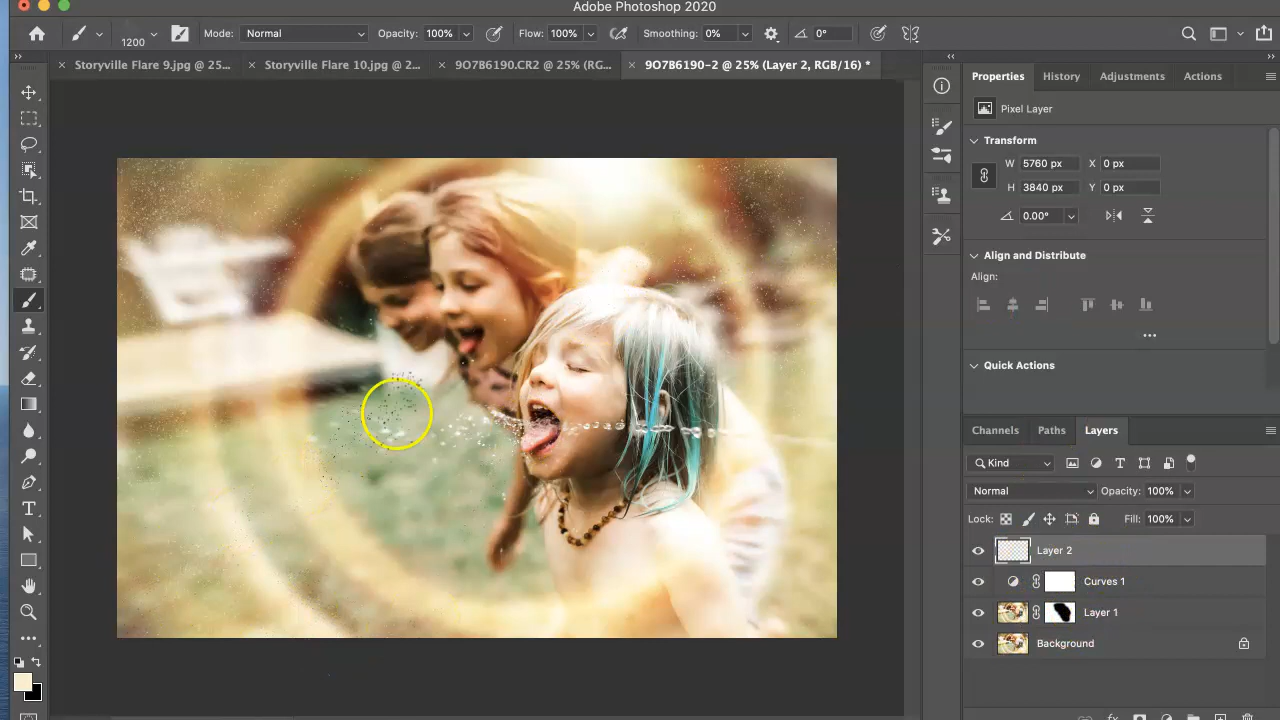 Adobe Photoshop 2020
1200 Mode: Normal Opacity: 100% Flow: 100% Smoothing: 0% 0°
Storyville Flare 9.jpg @ 25... Storyville Flare 10.jpg @ 2... 9O7B6190.CR2 @ 25% (RG... 9O7B6190-2 @ 25% (Layer 2, RGB/16) *
Properties History Adjustments Actions
Pixel Layer
Transform
W 5760 px X 0 px
H 3840 px Y 0 px
0.00°
Align and Distribute
Align:
Quick Actions
Channels Paths Layers
Kind
Normal Opacity: 100%
Lock: Fill: 100%
Layer 2
Curves 1
Layer 1
Background